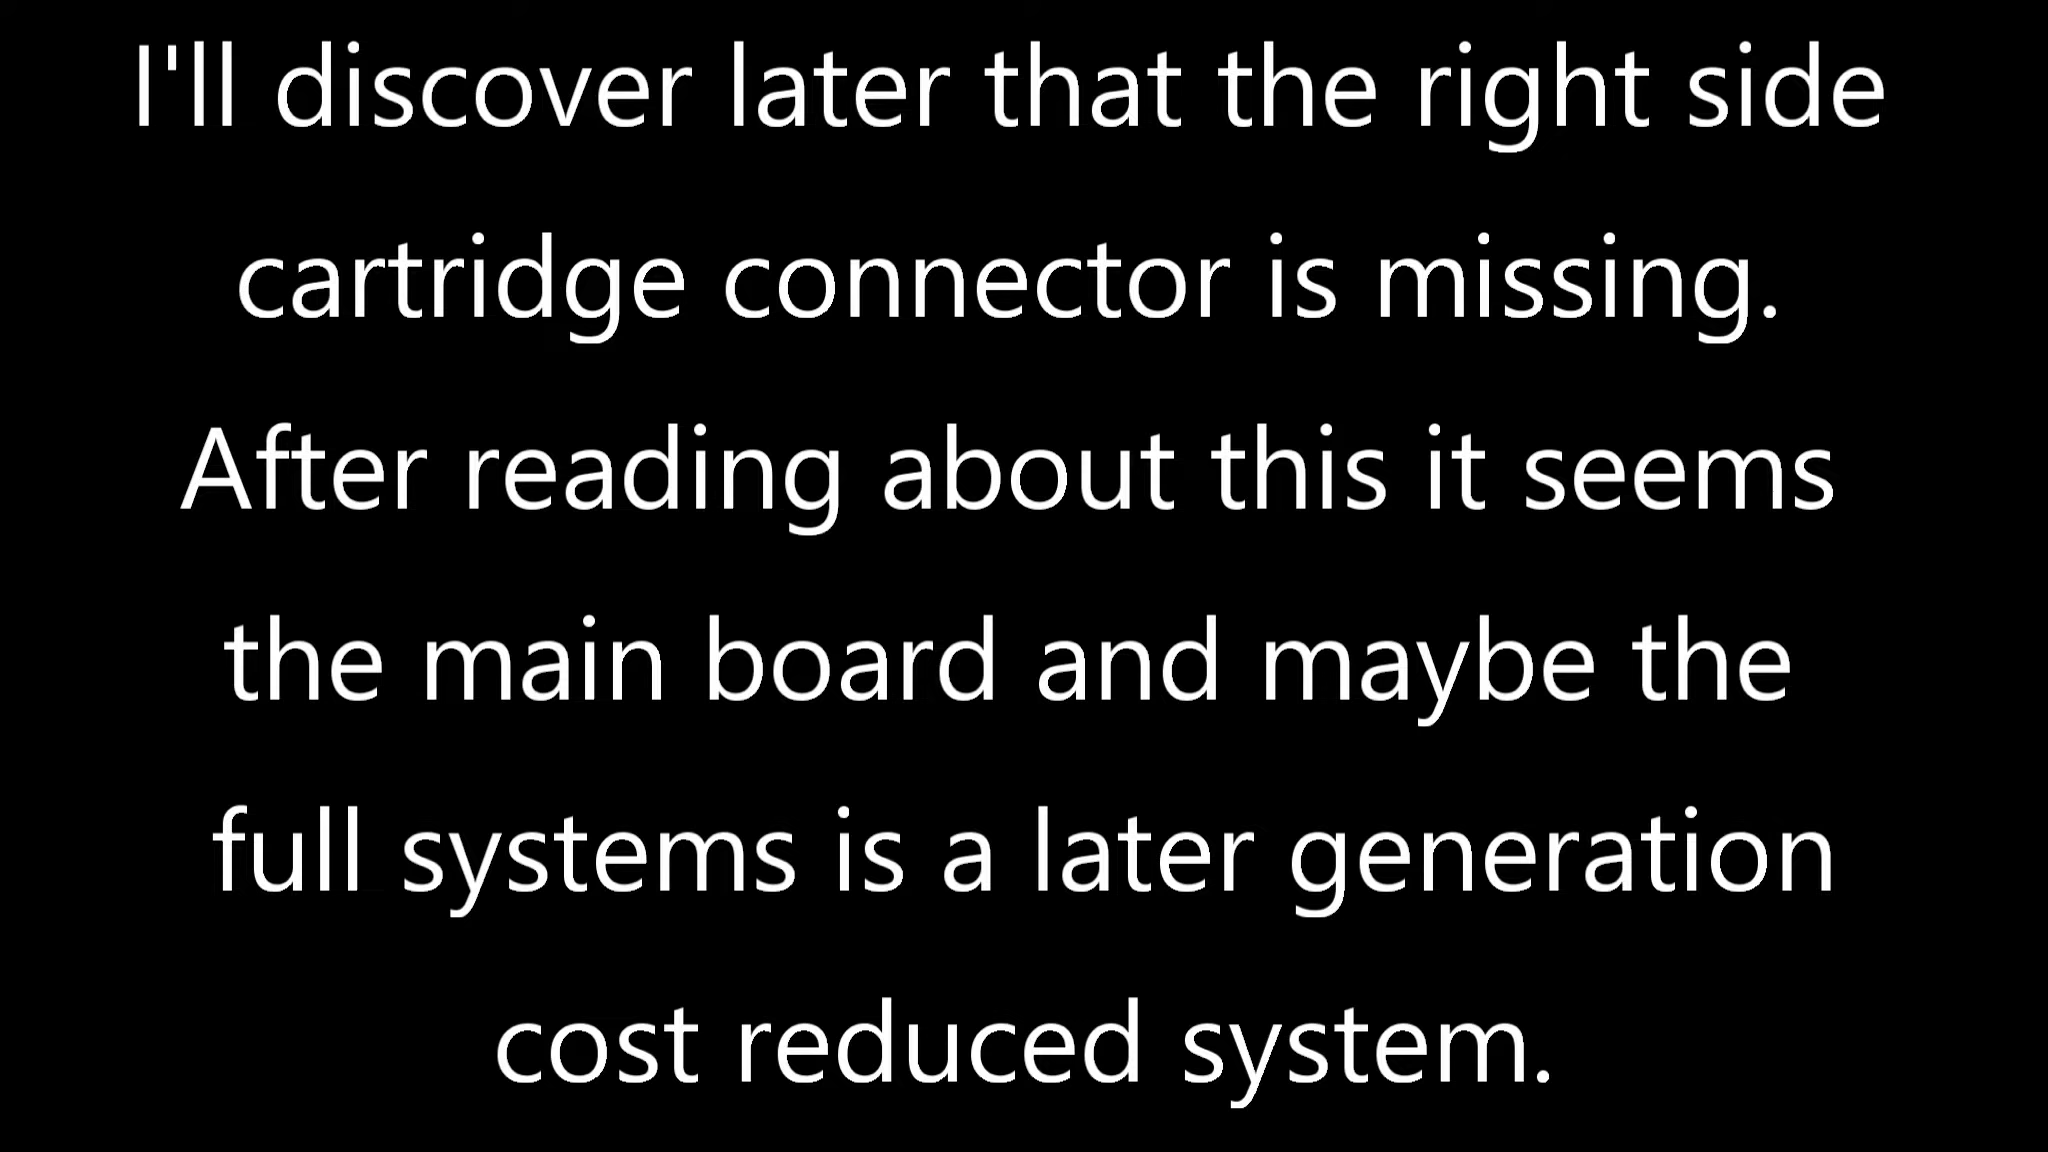 I'll discover later that the right side
cartridge connector is missing.
After reading about this it seems
the main board and maybe the
full systems is a later generation
cost reduced system.